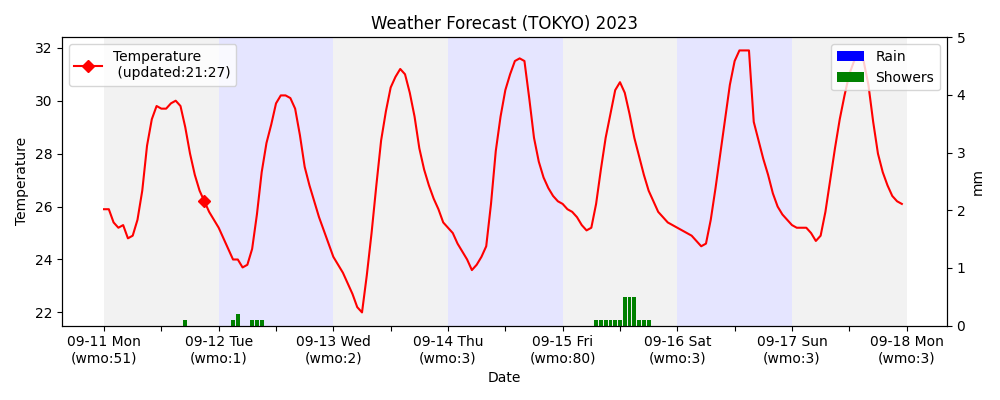 Weather Forecast (TOKYO) 2023
Temperature
(updated:21:27)
Rain
Showers
Temperature
32
30
28
26
24
22
5
4
3
2
1
0
mm
09-11 Mon
(wmo:51)
09-12 Tue
(wmo:1)
09-13 Wed
(wmo:2)
09-14 Thu
(wmo:3)
09-15 Fri
(wmo:80)
09-16 Sat
(wmo:3)
09-17 Sun
(wmo:3)
09-18 Mon
(wmo:3)
Date